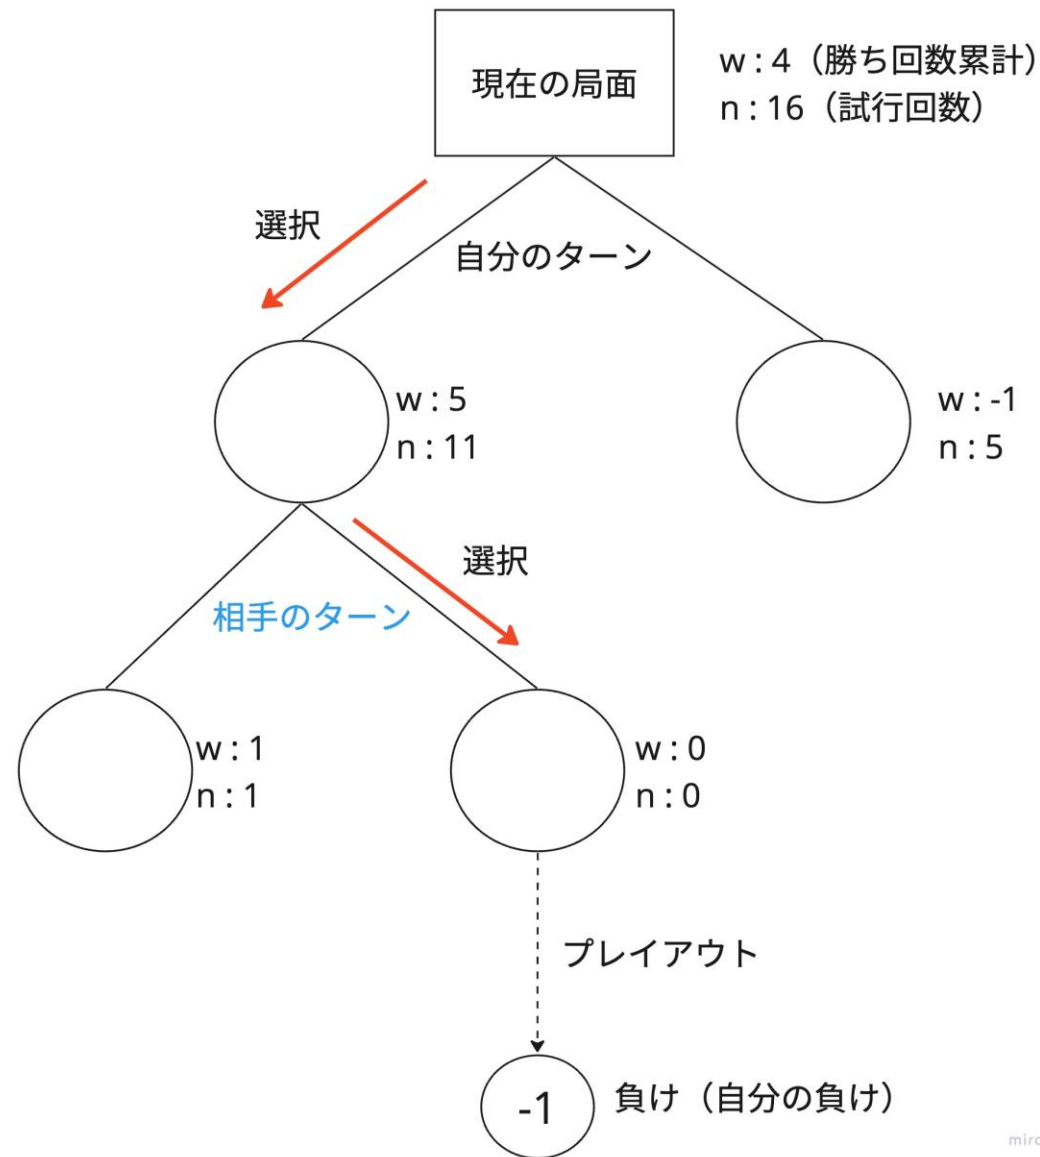 現在の局面
w : 4（勝ち回数累計）
n : 16（試行回数）
選択
自分のターン
w : 5
n : 11
w : -1
n : 5
選択
相手のターン
w : 1
n : 1
w : 0
n : 0
プレイアウト
-1
負け（自分の負け）